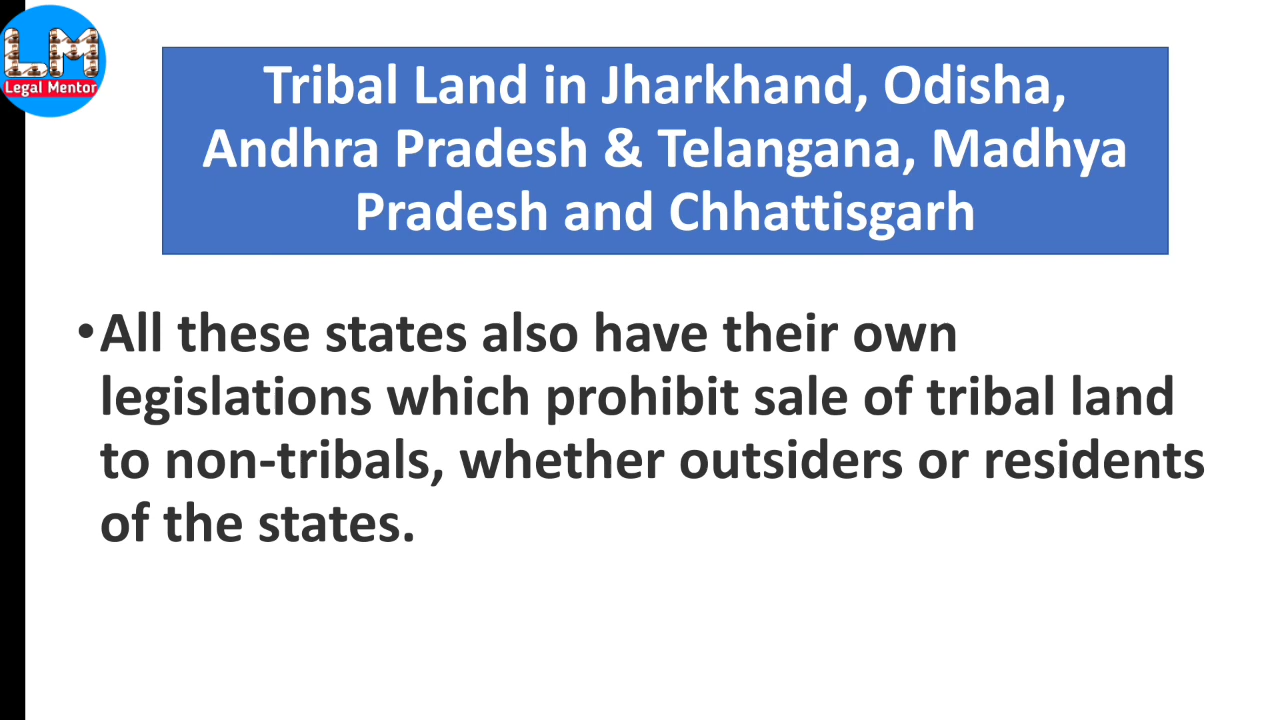 LM
Legal Mentor
Tribal Land in Jharkhand, Odisha,
Andhra Pradesh & Telangana, Madhya
Pradesh and Chhattisgarh
•All these states also have their own
legislations which prohibit sale of tribal land
to non-tribals, whether outsiders or residents
of the states.